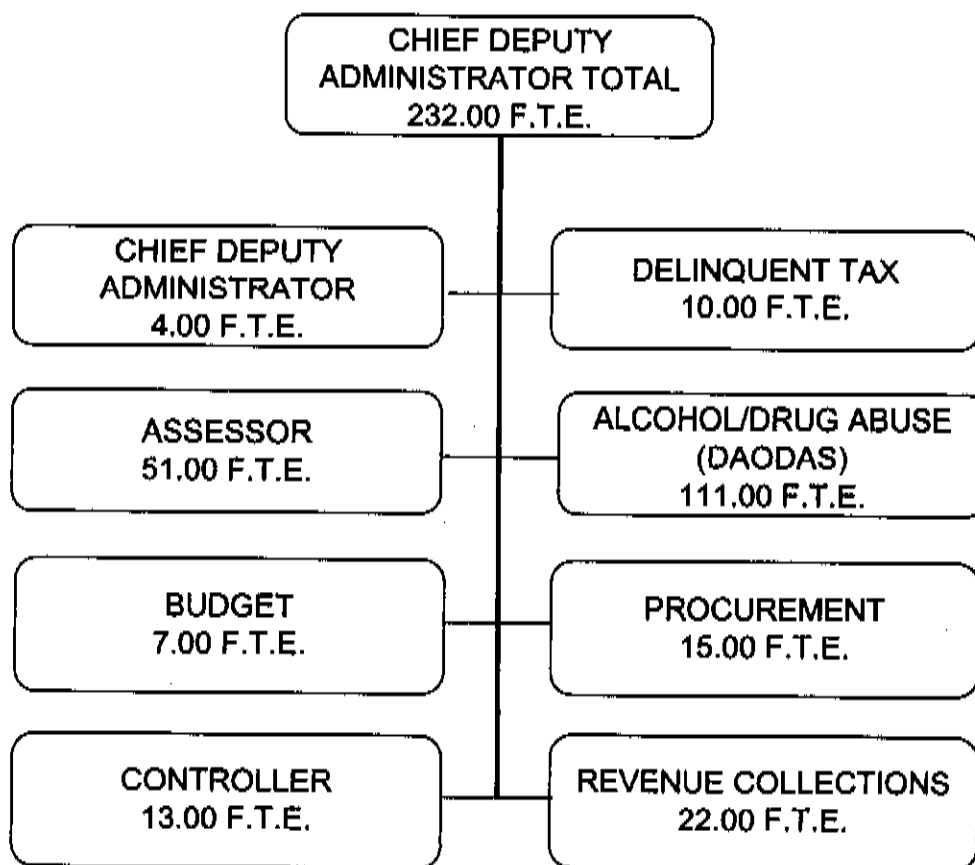 CHIEF DEPUTY
ADMINISTRATOR TOTAL
232.00 F.T.E.
CHIEF DEPUTY
ADMINISTRATOR
4.00 F.T.E.
DELINQUENT TAX
10.00 F.T.E.
ASSESSOR
51.00 F.T.E.
ALCOHOL/DRUG ABUSE
(DAODAS)
111.00 F.T.E.
BUDGET
7.00 F.T.E.
PROCUREMENT
15.00 F.T.E.
CONTROLLER
13.00 F.T.E.
REVENUE COLLECTIONS
22.00 F.T.E.